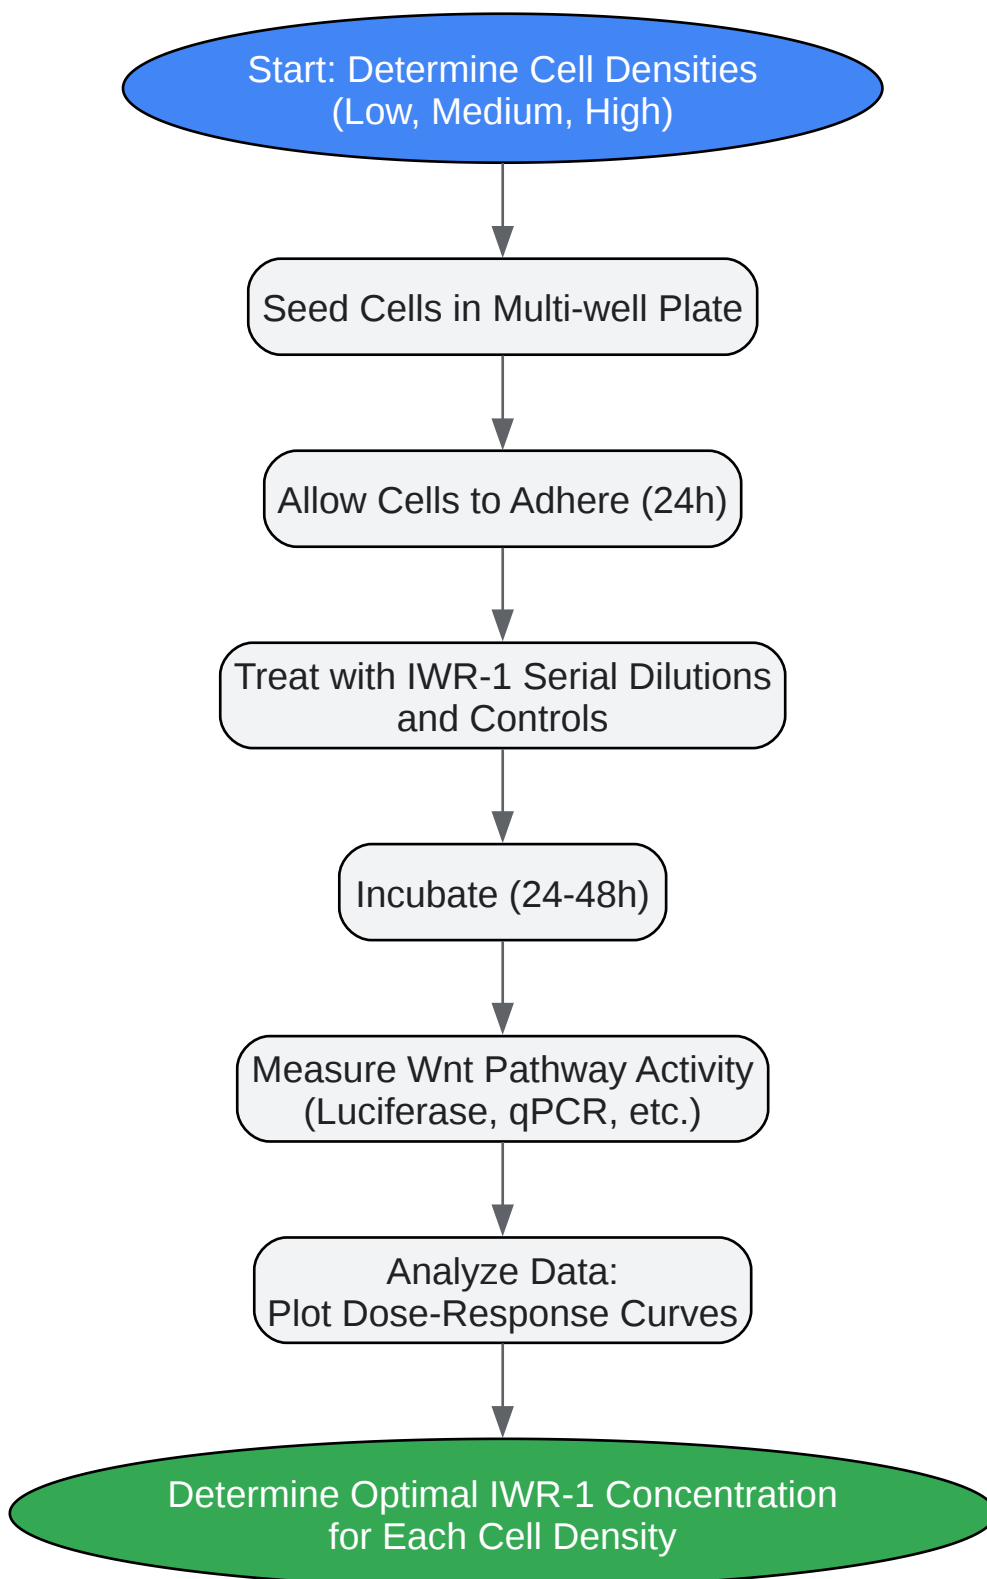 Start: Determine Cell Densities
(Low, Medium, High)
Seed Cells in Multi-well Plate
Allow Cells to Adhere (24h)
Treat with IWR-1 Serial Dilutions
and Controls
Incubate (24-48h)
Measure Wnt Pathway Activity
(Luciferase, qPCR, etc.)
Analyze Data:
Plot Dose-Response Curves
Determine Optimal IWR-1 Concentration
for Each Cell Density